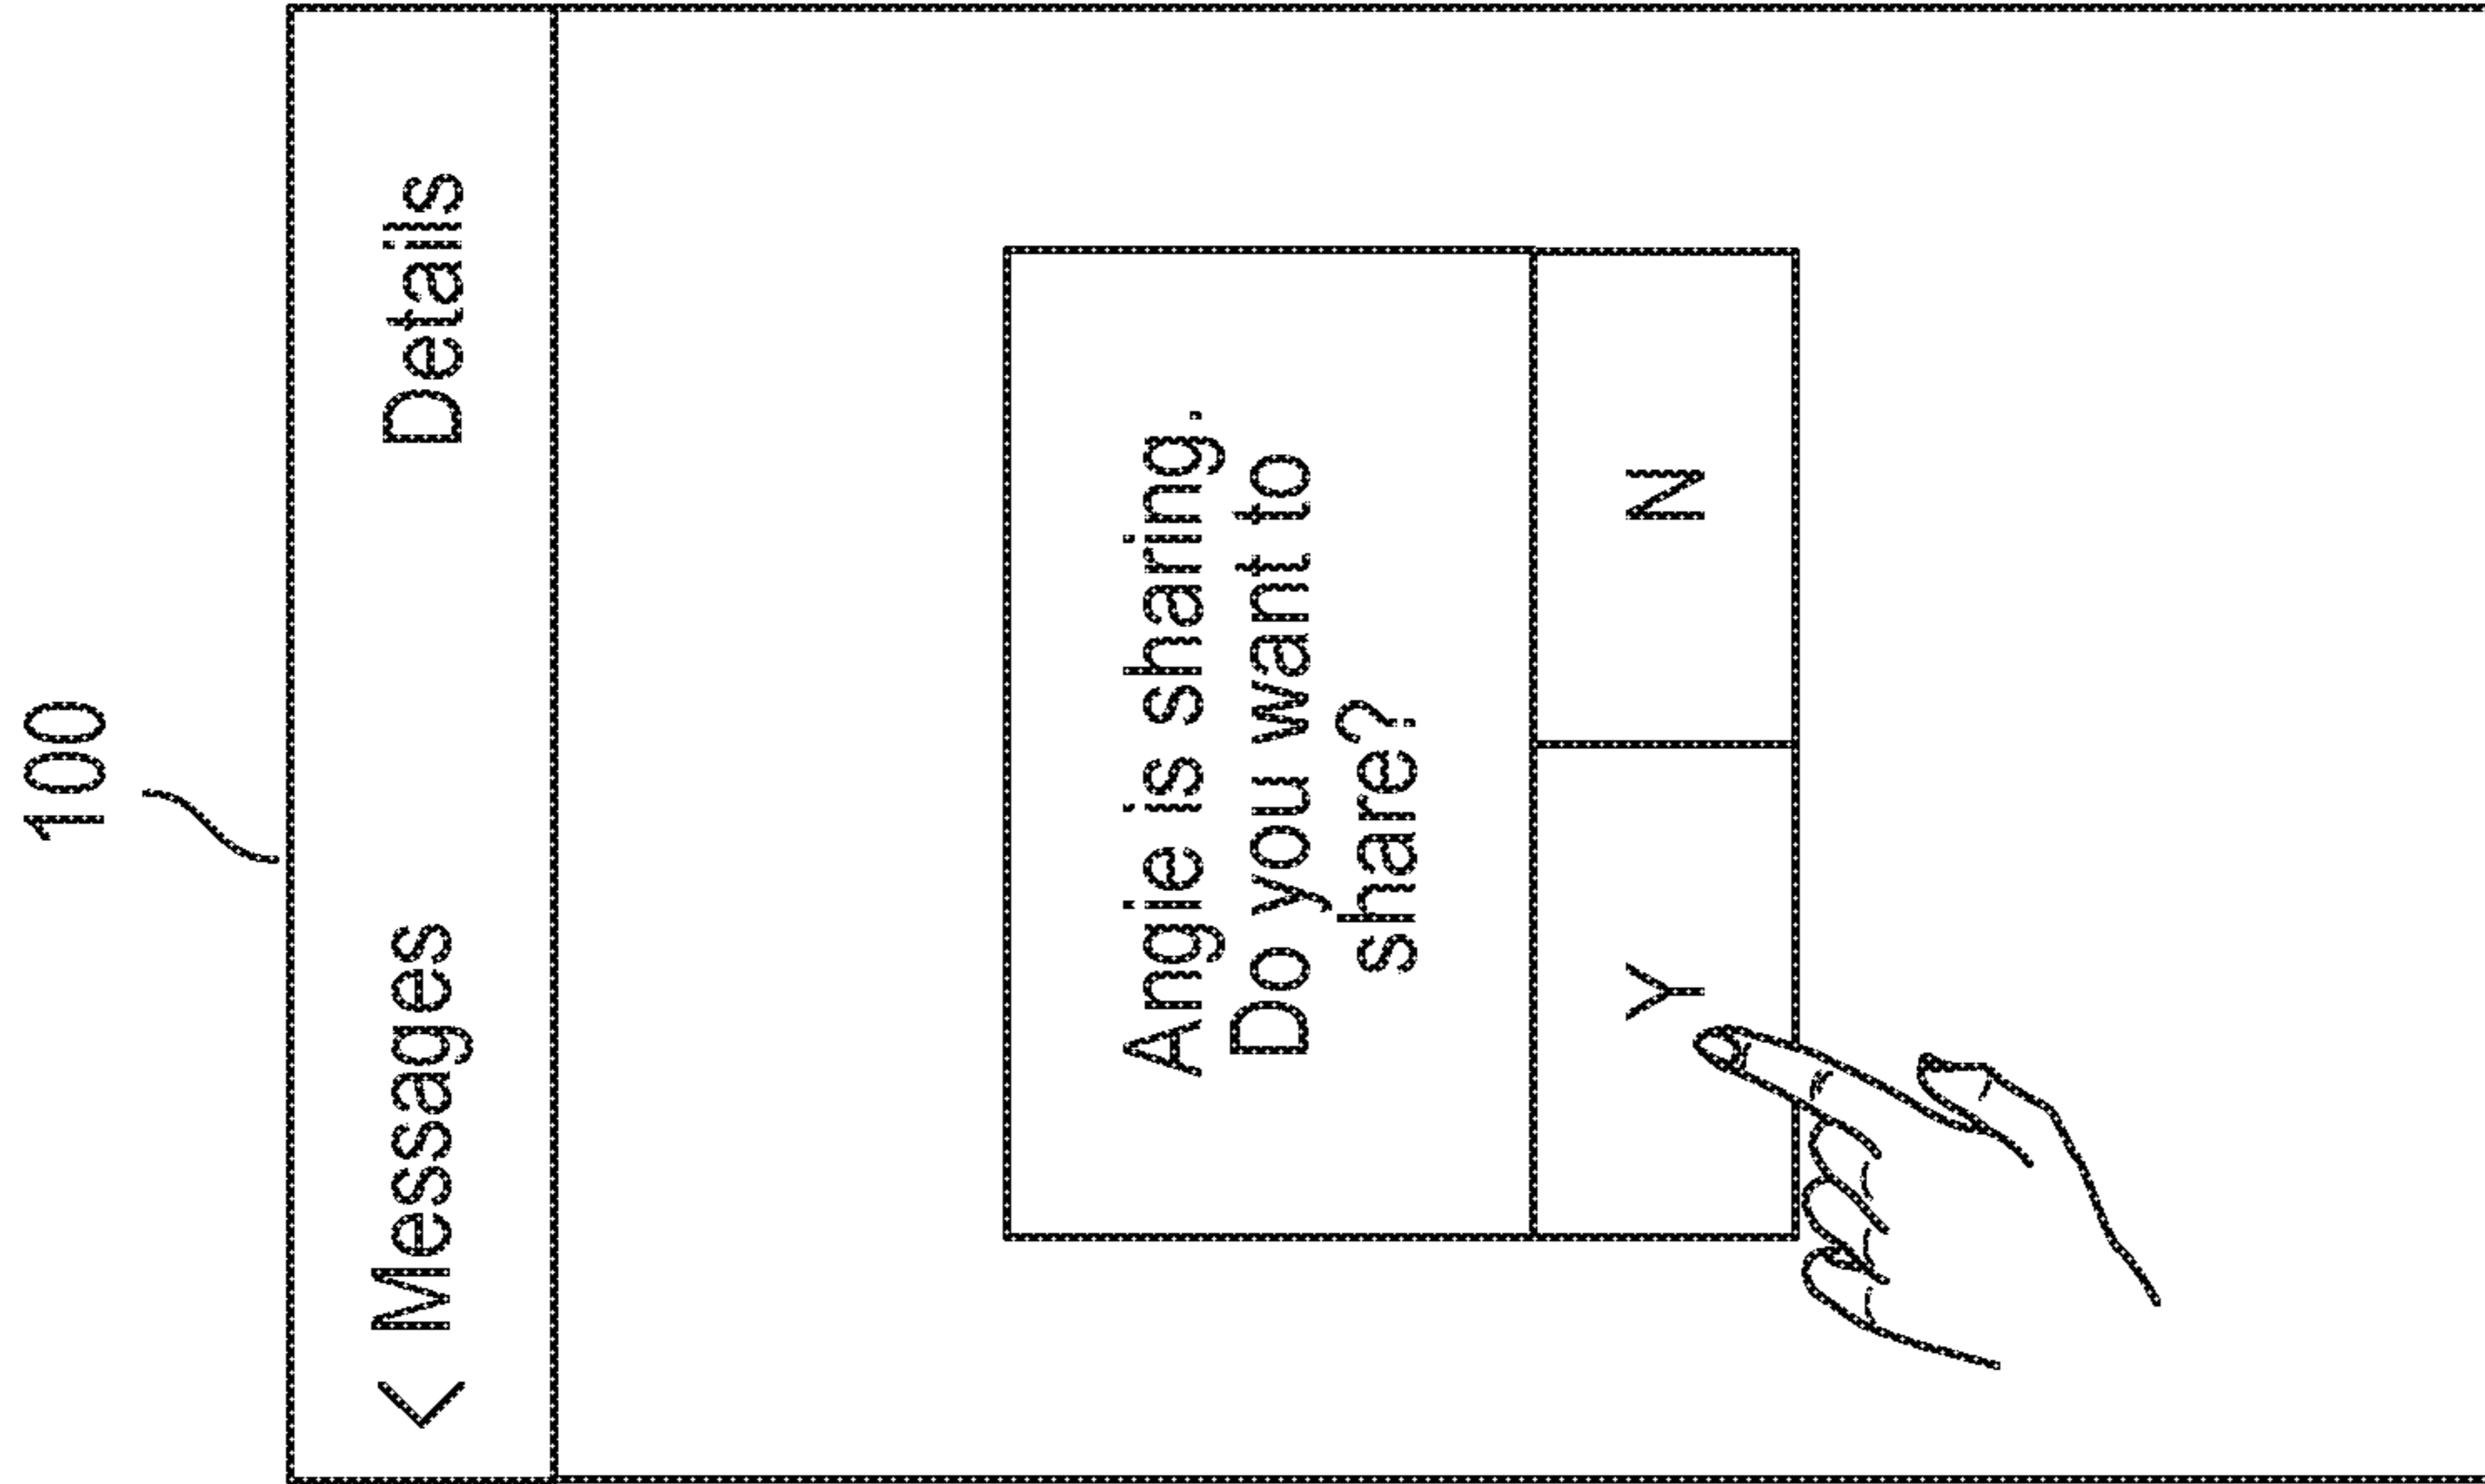 100
< Messages Details
Angie is sharing.
Do you want to
share?
Y N